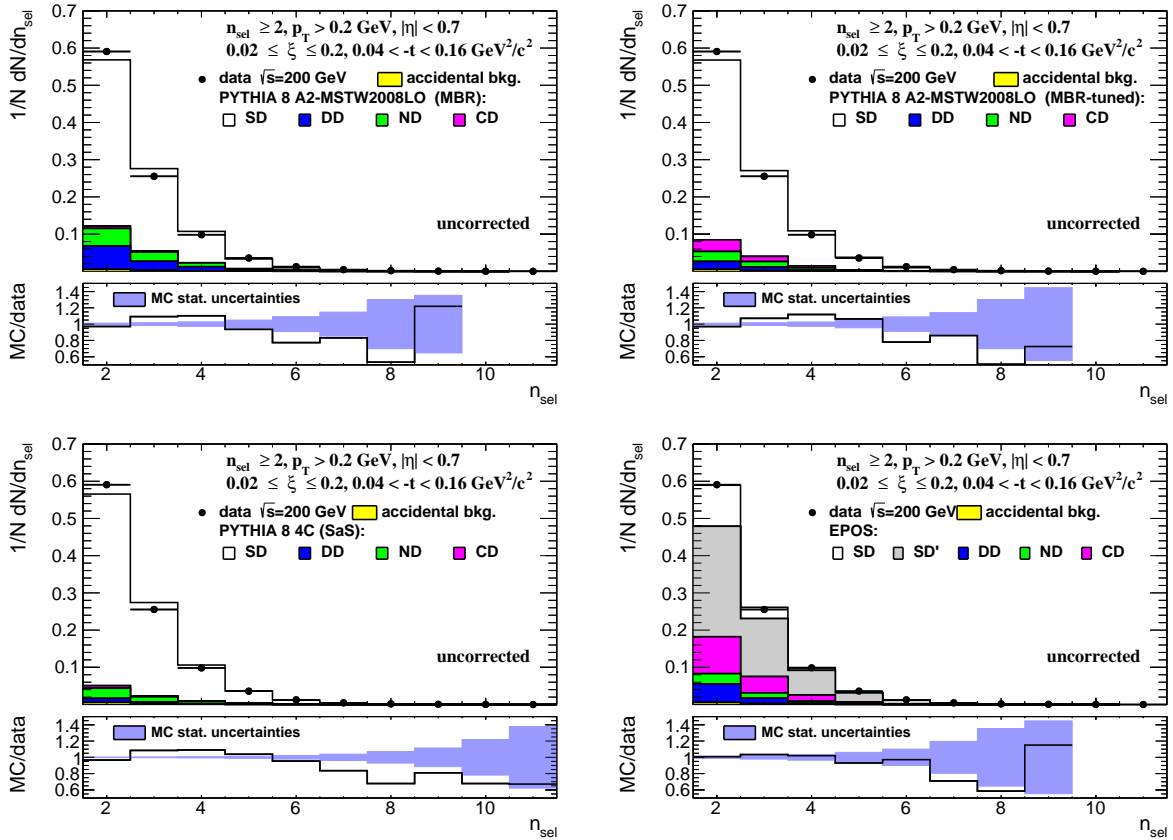 1/N dN/dn_sel
0.7
0.6
0.5
0.4
0.3
0.2
0.1
n_sel ≥ 2, p_T > 0.2 GeV, |η| < 0.7
0.02 ≤ ξ ≤ 0.2, 0.04 < -t < 0.16 GeV²/c²
data √s=200 GeV accidental bkg.
PYTHIA 8 A2-MSTW2008LO (MBR):
SD DD ND CD
uncorrected
MC/data
1.4
1.2
1
0.8
0.6
MC stat. uncertainties
2 4 6 8 10
n_sel
1/N dN/dn_sel
0.7
0.6
0.5
0.4
0.3
0.2
0.1
n_sel ≥ 2, p_T > 0.2 GeV, |η| < 0.7
0.02 ≤ ξ ≤ 0.2, 0.04 < -t < 0.16 GeV²/c²
data √s=200 GeV accidental bkg.
PYTHIA 8 A2-MSTW2008LO (MBR-tuned):
SD DD ND CD
uncorrected
MC/data
1.4
1.2
1
0.8
0.6
MC stat. uncertainties
2 4 6 8 10
n_sel
1/N dN/dn_sel
0.7
0.6
0.5
0.4
0.3
0.2
0.1
n_sel ≥ 2, p_T > 0.2 GeV, |η| < 0.7
0.02 ≤ ξ ≤ 0.2, 0.04 < -t < 0.16 GeV²/c²
data √s=200 GeV accidental bkg.
PYTHIA 8 4C (SaS):
SD DD ND CD
uncorrected
MC/data
1.4
1.2
1
0.8
0.6
MC stat. uncertainties
2 4 6 8 10
n_sel
1/N dN/dn_sel
0.7
0.6
0.5
0.4
0.3
0.2
0.1
n_sel ≥ 2, p_T > 0.2 GeV, |η| < 0.7
0.02 ≤ ξ ≤ 0.2, 0.04 < -t < 0.16 GeV²/c²
data √s=200 GeV accidental bkg.
EPOS:
SD SD' DD ND CD
uncorrected
MC/data
1.4
1.2
1
0.8
0.6
MC stat. uncertainties
2 4 6 8 10
n_sel